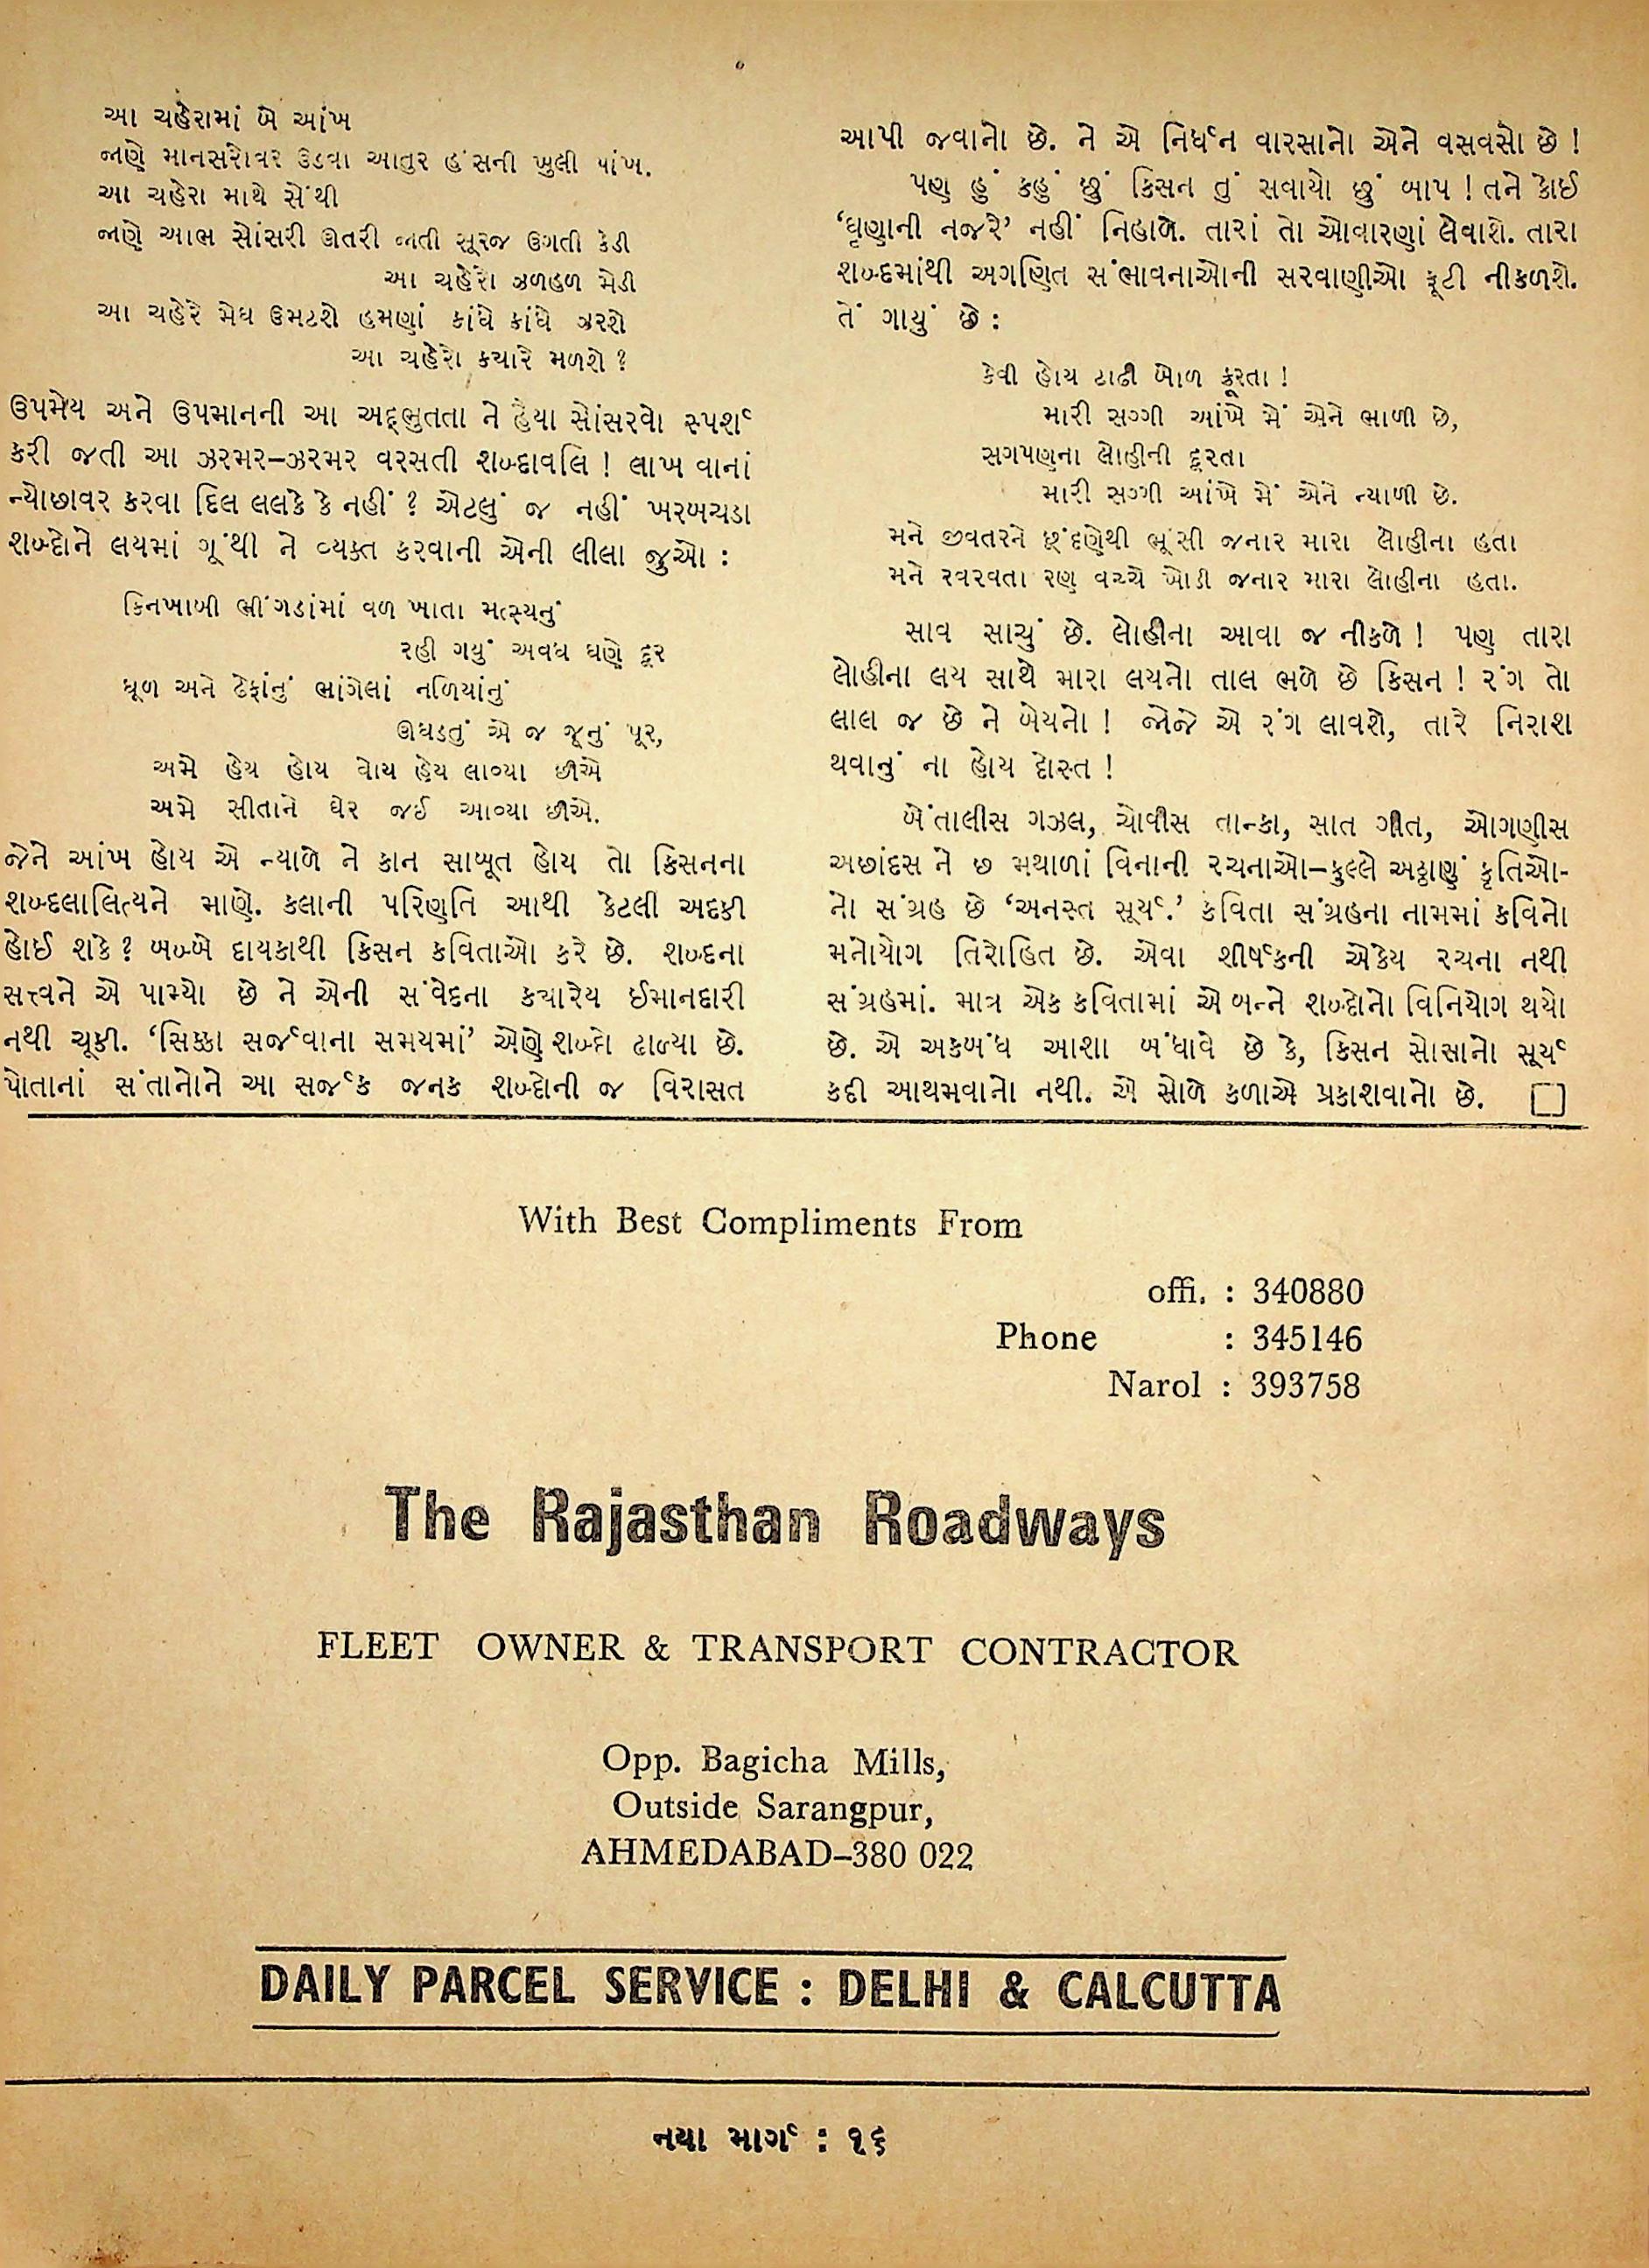 આ ચહેરામાં બે આંખ
જાણે માનસરોવર ઉડવા આતુર હંસની ખુલી પાંખ.
આ ચહેરા માથે સેંથી
જાણે આભ સોંસરી ઊતરી જાતી સૂરજ ઉગતી કેડી
આ ચહેરો ઝળહળ મેડી
આ ચહેરે મેઘ ઉમટશે હમણાં કાંધે કાંધે ઝરશે
આ ચહેરો કયારે મળશે ?
ઉપમેય અને ઉપમાનની આ અદ્ભુતતા ને હૈયા સોંસરવો સ્પર્શ
કરી જતી આ ઝરમર–ઝરમર વરસતી શબ્દાવલિ ! લાખ વાનાં
ન્યોછાવર કરવા દિલ લલકે કે નહીં ? એટલું જ નહીં ખરબચડા
શબ્દોને લયમાં ગૂંથી ને વ્યક્ત કરવાની એની લીલા જુઓ :
કિનખાબી ભીંગડાંમાં વળ ખાતા મત્સ્યનું
રહી ગયું અવધ ઘણે દૂર
ધૂળ અને ઢેફાંનું ભાંગેલાં નળિયાંનું
ઊઘડતું એ જ જૂનું પૂર,
અમે હેય હોય વોય હેય લાવ્યા છીએ
અમે સીતાને ઘેર જઈ આવ્યા છીએ.
જેને આંખ હોય એ ન્યાળે ને કાન સાબૂત હોય તો કિસનના
શબ્દલાલિત્યને માણે. કલાની પરિણતિ આથી કેટલી અદકી
હોઈ શકે ? બબ્બે દાયકાથી કિસન કવિતાઓ કરે છે. શબ્દના
સત્ત્વને એ પામ્યો છે ને એની સંવેદના કયારેય ઈમાનદારી
નથી ચૂકી. ‘સિક્કા સર્જવાના સમયમાં’ એણે શબ્દો ઢાળ્યા છે.
પોતાનાં સંતાનોને આ સર્જક જનક શબ્દોની જ વિરાસત
આપી જવાનો છે. ને એ નિર્ધન વારસાનો એને વસવસો છે !
પણ હું કહું છું કિસન તું સવાયો છું બાપ ! તને કોઈ
‘ઘૃણાની નજરે’ નહીં નિહાળે. તારાં તો ઓવારણાં લેવાશે. તારા
શબ્દમાંથી અગણિત સંભાવનાઓની સરવાણીઓ ફૂટી નીકળશે.
તેં ગાયું છે :
કેવી હોય ટાઢી બોળ ક્રૂરતા !
મારી સગ્ગી આંખે મેં એને ભાળી છે,
સગપણના લોહીની દૂરતા
મારી સગ્ગી આંખે મેં એને ન્યાળી છે.
મને જીવતરને છૂંદણેથી ભૂંસી જનાર મારા લોહીના હતા
મને રવરવતા રણ વચ્ચે ખોડી જનાર મારા લોહીના હતા.
સાવ સાચું છે. લોહીના આવા જ નીકળે ! પણ તારા
લોહીના લય સાથે મારા લયનો તાલ ભળે છે કિસન ! રંગ તો
લાલ જ છે ને બેયનો ! જોજે એ રંગ લાવશે, તારે નિરાશ
થવાનું ના હોય દોસ્ત !
બેંતાલીસ ગઝલ, ચોવીસ તાન્કા, સાત ગીત, ઓગણીસ
અછાંદસ ને છ મથાળાં વિનાની રચનાઓ–કુલ્લે અઠ્ઠાણું કૃતિઓ-
નો સંગ્રહ છે ‘અનસ્ત સૂર્ય.’ કવિતા સંગ્રહના નામમાં કવિનો
મનોયોગ તિરોહિત છે. એવા શીર્ષકની એકેય રચના નથી
સંગ્રહમાં. માત્ર એક કવિતામાં એ બન્ને શબ્દોનો વિનિયોગ થયો
છે. એ અકબંધ આશા બંધાવે છે કે, કિસન સોસાનો સૂર્ય
કદી આથમવાનો નથી. એ સોળે કળાએ પ્રકાશવાનો છે. □
With Best Compliments From
offi. : 340880
Phone : 345146
Narol : 393758
The Rajasthan Roadways
FLEET OWNER & TRANSPORT CONTRACTOR
Opp. Bagicha Mills,
Outside Sarangpur,
AHMEDABAD–380 022
DAILY PARCEL SERVICE : DELHI & CALCUTTA
નયા માર્ગ : ૧૬